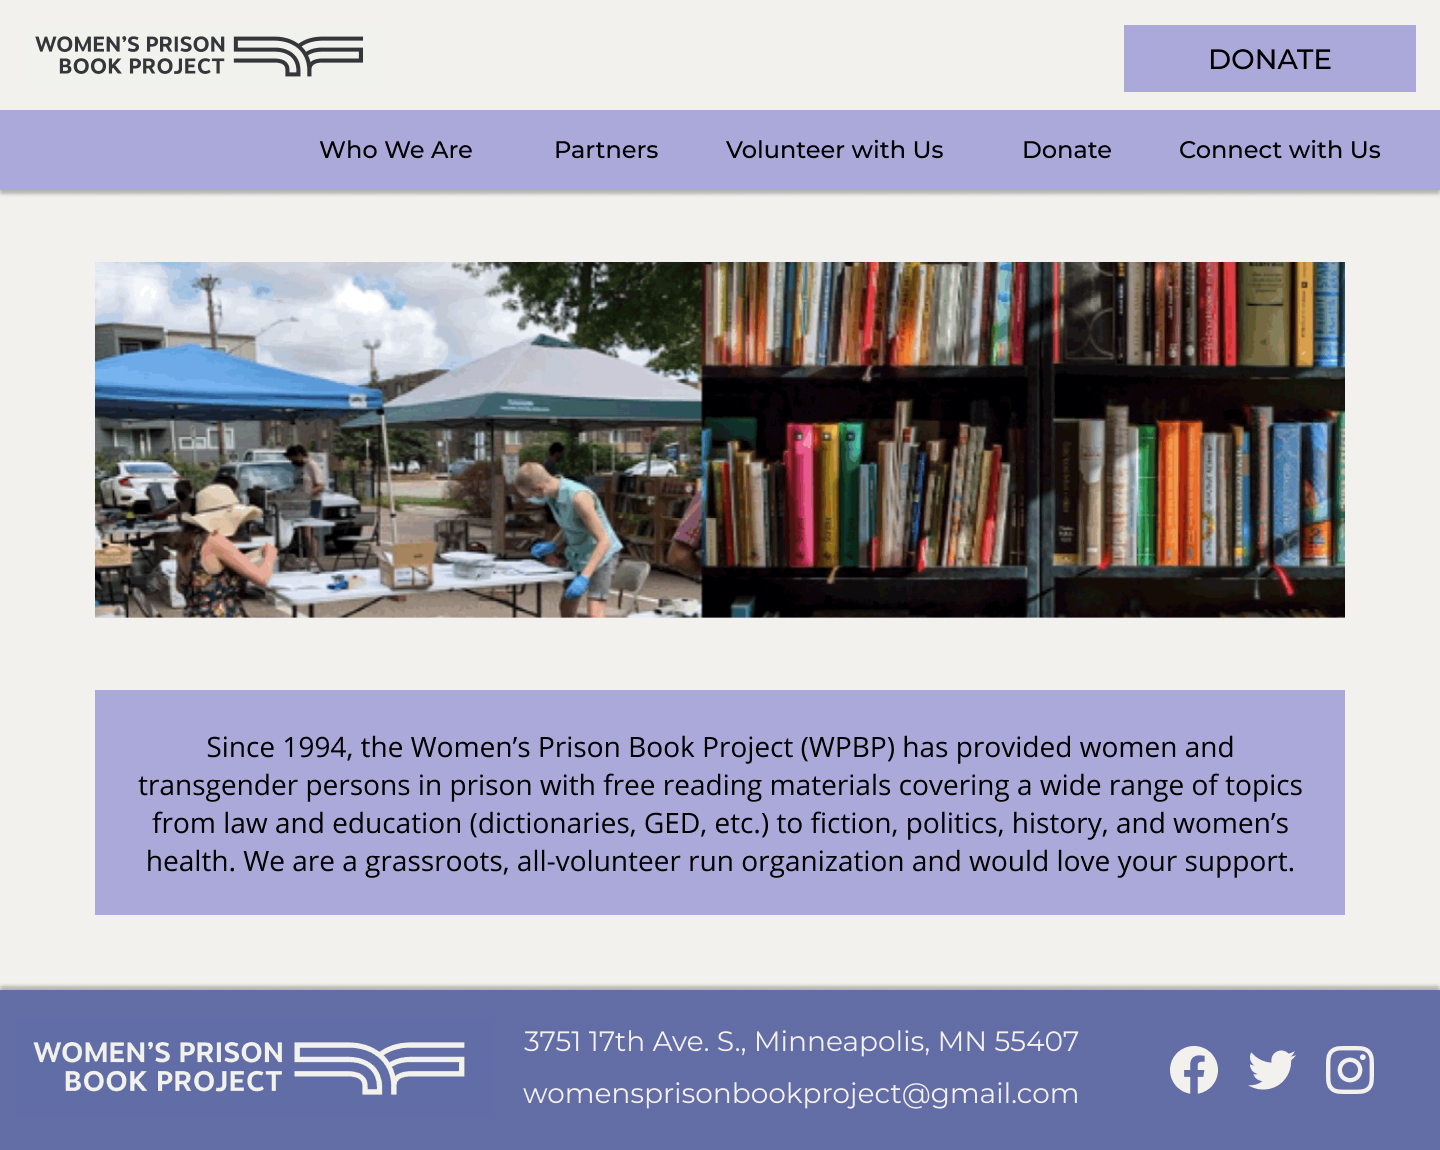 WOMEN'S PRISON
BOOK PROJECT
DONATE
Who We Are
Partners
Volunteer with Us
Donate
Connect with Us
Since 1994, the Women's Prison Book Project (WPBP) has provided women and
transgender persons in prison with free reading materials covering a wide range of topics
from law and education (dictionaries, GED, etc.) to fiction, politics, history, and women's
health. We are a grassroots, all-volunteer run organization and would love your support.
WOMEN'S PRISON
BOOK PROJECT
3751 17th Ave. S., Minneapolis, MN 55407
womensprisonbookproject@gmail.com